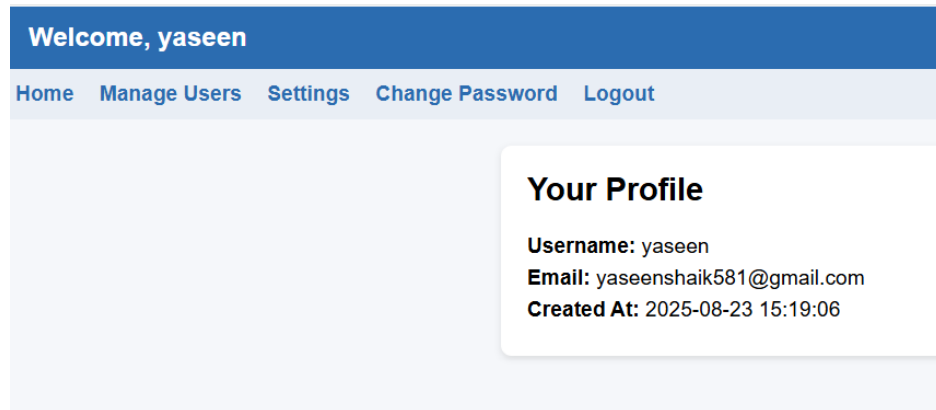 Welcome, yaseen
Home Manage Users Settings Change Password Logout
Your Profile
Username: yaseen
Email: yaseenshaik581@gmail.com
Created At: 2025-08-23 15:19:06